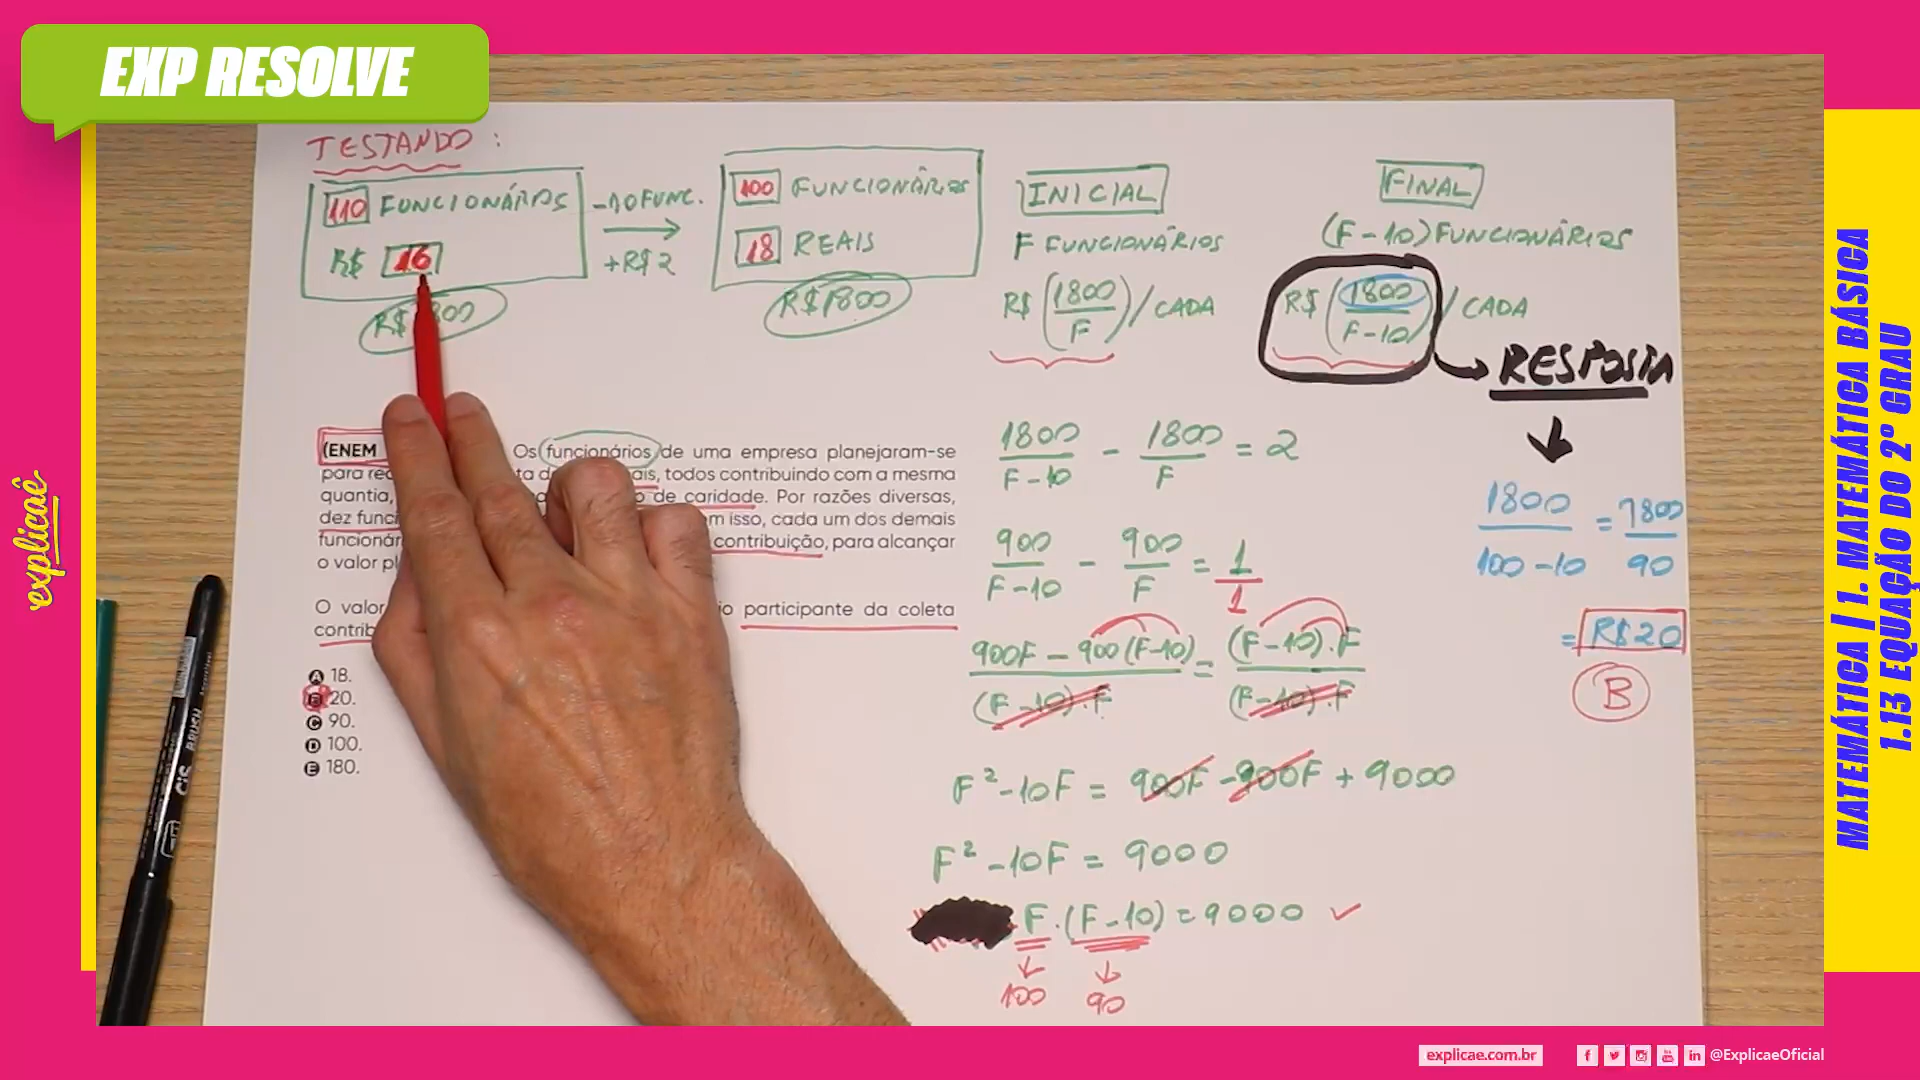 EXP RESOLVE
TESTANDO:
110 FUNCIONÁRIOS
R$ 16
-10 FUNC.
+R$2
100 FUNCIONÁRIOS
18 REAIS
R$1800
INICIAL
F FUNCIONÁRIOS
R$ (1800/F)/CADA
FINAL
(F-10) FUNCIONÁRIOS
R$ (1800/F-10)/CADA
RESPOSTA
1800/F-10 - 1800/F = 2
900/F-10 - 900/F = 1/1
900F - 900(F-10)/(F-10).F = (F-10).F/(F-10).F
F² -10F = 900F -900F + 9000
F² -10F = 9000
F.(F-10) = 9000
100 90
1800/100-10 = 1800/90
= R$20
B
(ENEM Os funcionários de uma empresa planejaram-se
para ais, todos contribuindo com a mesma
quantia, de caridade. Por razões diversas,
dez m isso, cada um dos demais
contribuição, para alcançar
o valor
O valor participante da coleta
A 18.
B 20.
C 90.
D 100.
E 180.
explicaê
MATEMÁTICA | 1. MATEMÁTICA BÁSICA
1.13 EQUAÇÃO DO 2º GRAU
explicae.com.br
@ExplicaeOficial
CIS
BRUSH